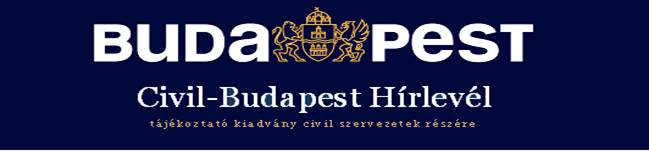 BUDAPEST
Civil-Budapest Hírlevél
tájékoztató kiadvány civil szervezetek részére